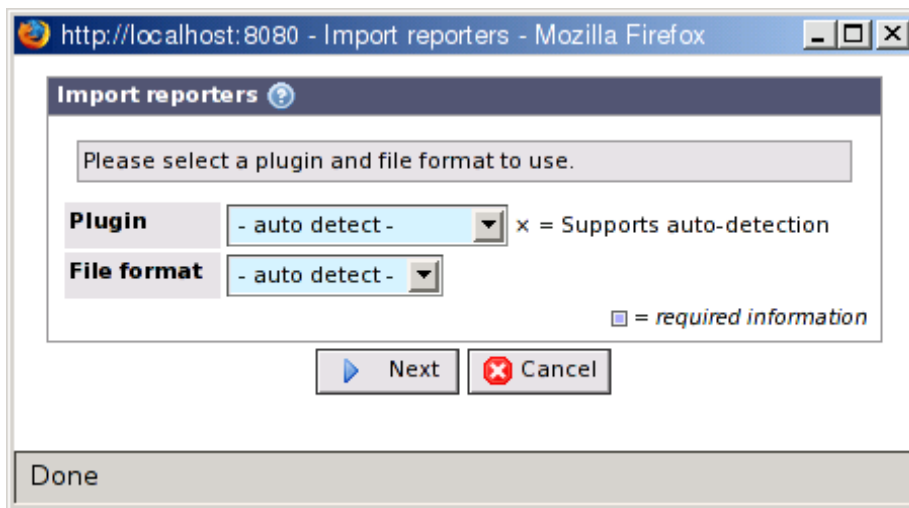 http://localhost:8080 - Import reporters - Mozilla Firefox
Import reporters ?
Please select a plugin and file format to use.
Plugin - auto detect - × = Supports auto-detection
File format - auto detect -
= required information
Next Cancel
Done